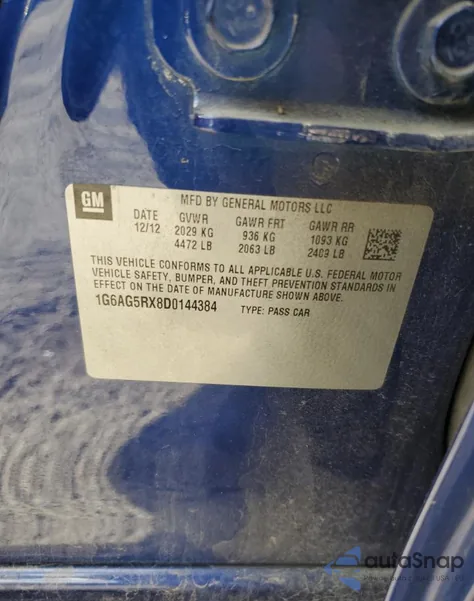 GM
MFD BY GENERAL MOTORS LLC
DATE GVWR GAWR FRT GAWR RR
12/12 2029 KG 936 KG 1093 KG
4472 LB 2063 LB 2409 LB
THIS VEHICLE CONFORMS TO ALL APPLICABLE U.S. FEDERAL MOTOR
VEHICLE SAFETY, BUMPER, AND THEFT PREVENTION STANDARDS IN
EFFECT ON THE DATE OF MANUFACTURE SHOWN ABOVE.
1G6AG5RX8D0144384 TYPE: PASS CAR
autoSnap